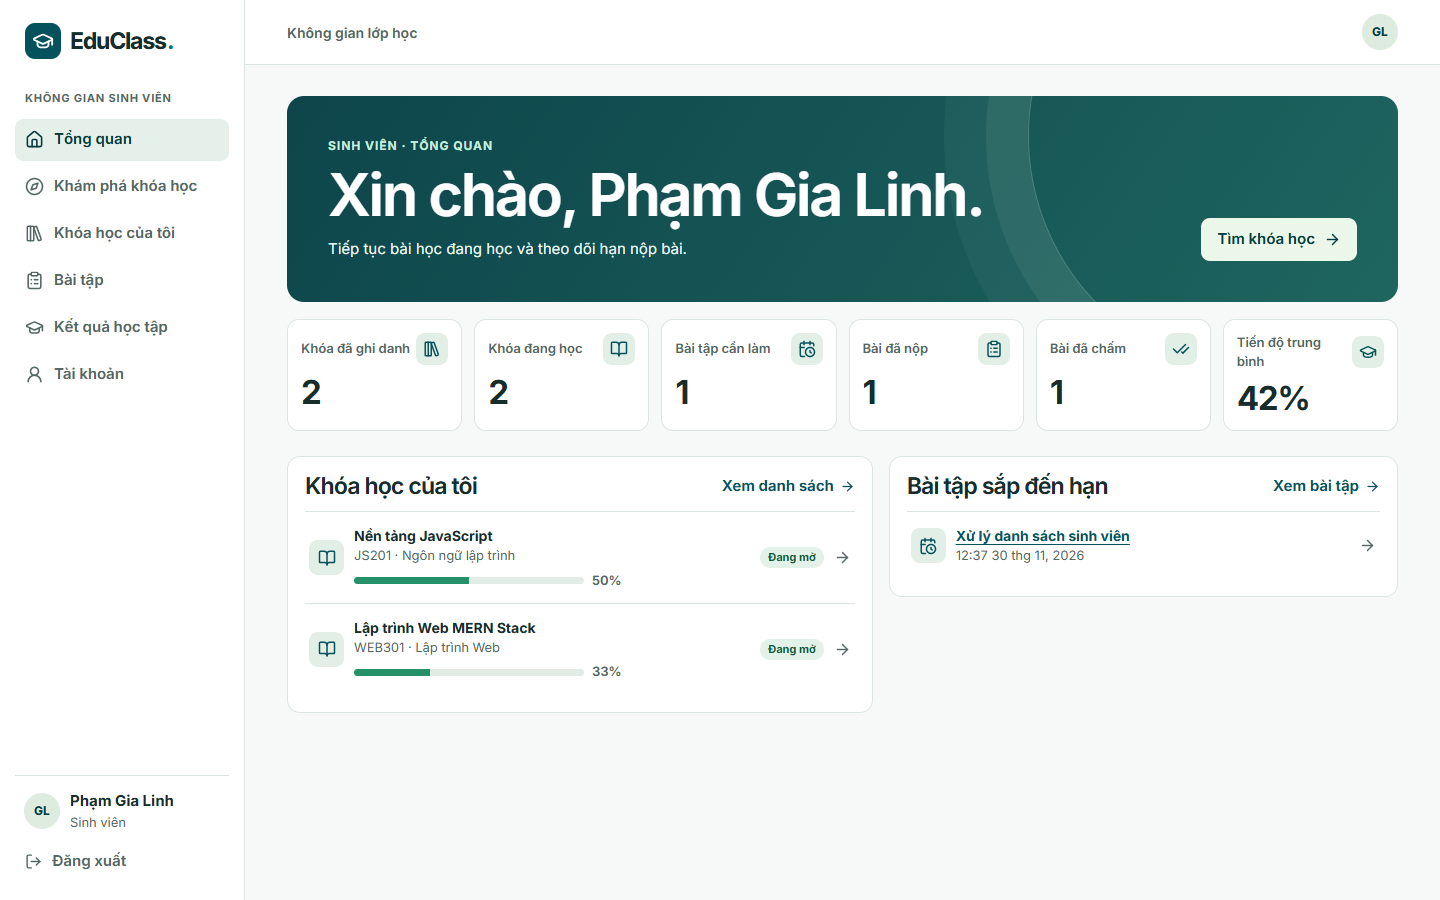 EduClass.
KHÔNG GIAN SINH VIÊN
Tổng quan
Khám phá khóa học
Khóa học của tôi
Bài tập
Kết quả học tập
Tài khoản
GL
Phạm Gia Linh
Sinh viên
Đăng xuất
Không gian lớp học
GL
SINH VIÊN · TỔNG QUAN
Xin chào, Phạm Gia Linh.
Tiếp tục bài học đang học và theo dõi hạn nộp bài.
Tìm khóa học
Khóa đã ghi danh
2
Khóa đang học
2
Bài tập cần làm
1
Bài đã nộp
1
Bài đã chấm
1
Tiến độ trung
bình
42%
Khóa học của tôi
Xem danh sách
Nền tảng JavaScript
JS201 · Ngôn ngữ lập trình
50%
Đang mở
Lập trình Web MERN Stack
WEB301 · Lập trình Web
33%
Đang mở
Bài tập sắp đến hạn
Xem bài tập
Xử lý danh sách sinh viên
12:37 30 thg 11, 2026